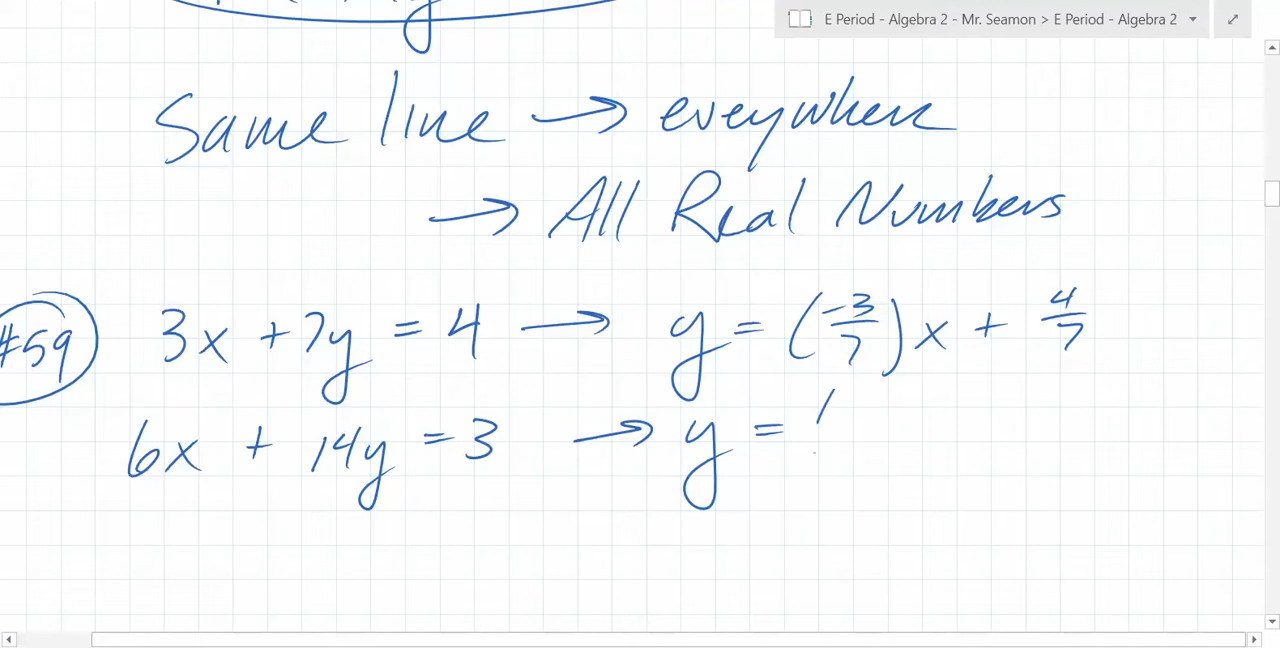 E Period - Algebra 2 - Mr. Seamon > E Period - Algebra 2
Same line → eveywhere
→ All Real Numbers
#59 3x + 7y = 4 → y = (-3/7)x + 4/7
6x + 14y = 3 → y = (